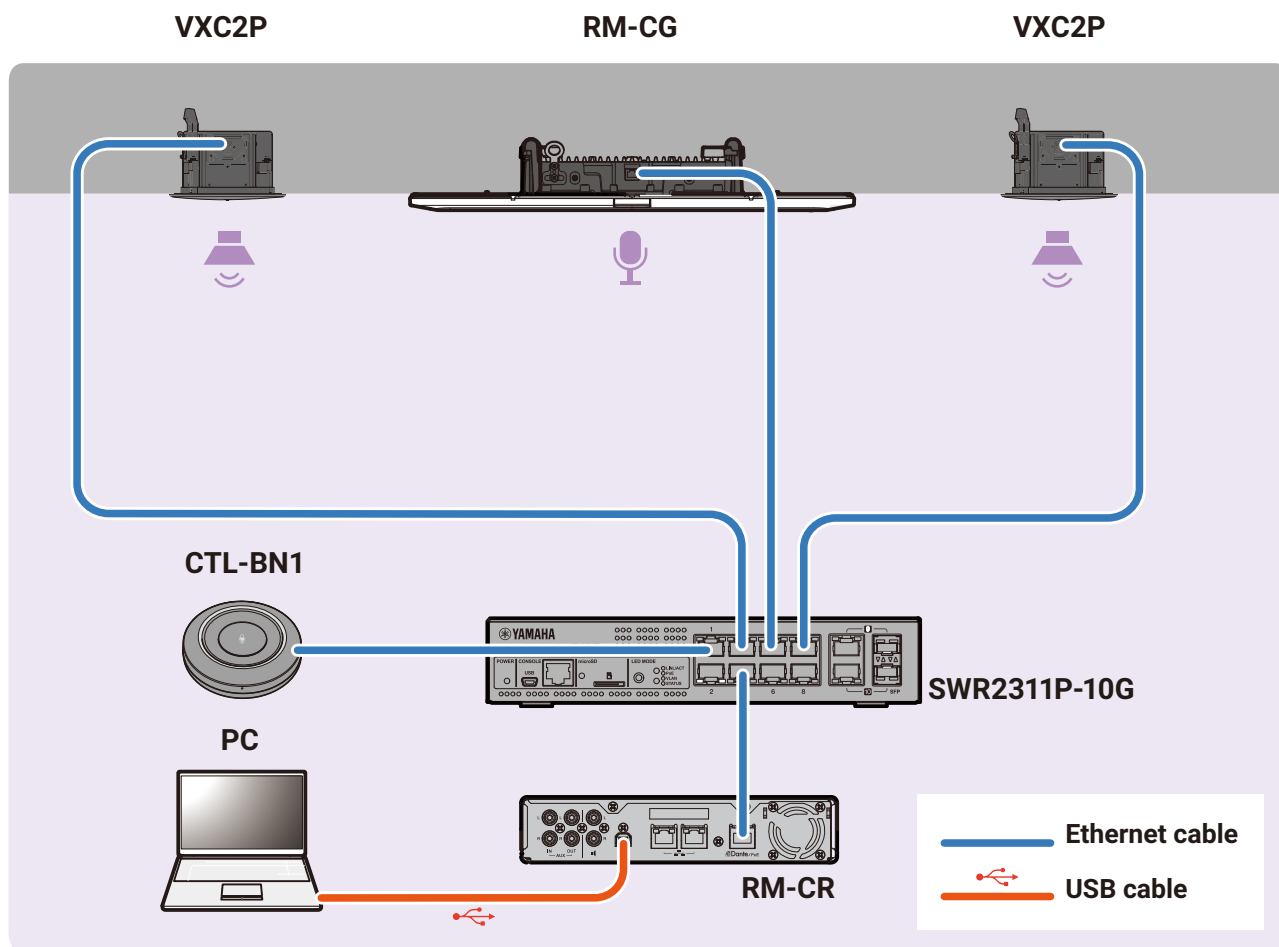 VXC2P
RM-CG
VXC2P
CTL-BN1
YAMAHA
POWER
CONSOLE
USB
microSD
LED MODE
LINK/ACT
PoE
VLAN
STATUS
1
2
6
8
10
SFP
SWR2311P-10G
PC
L
R
IN
OUT
AUX
Dante/PoE
RM-CR
Ethernet cable
USB cable